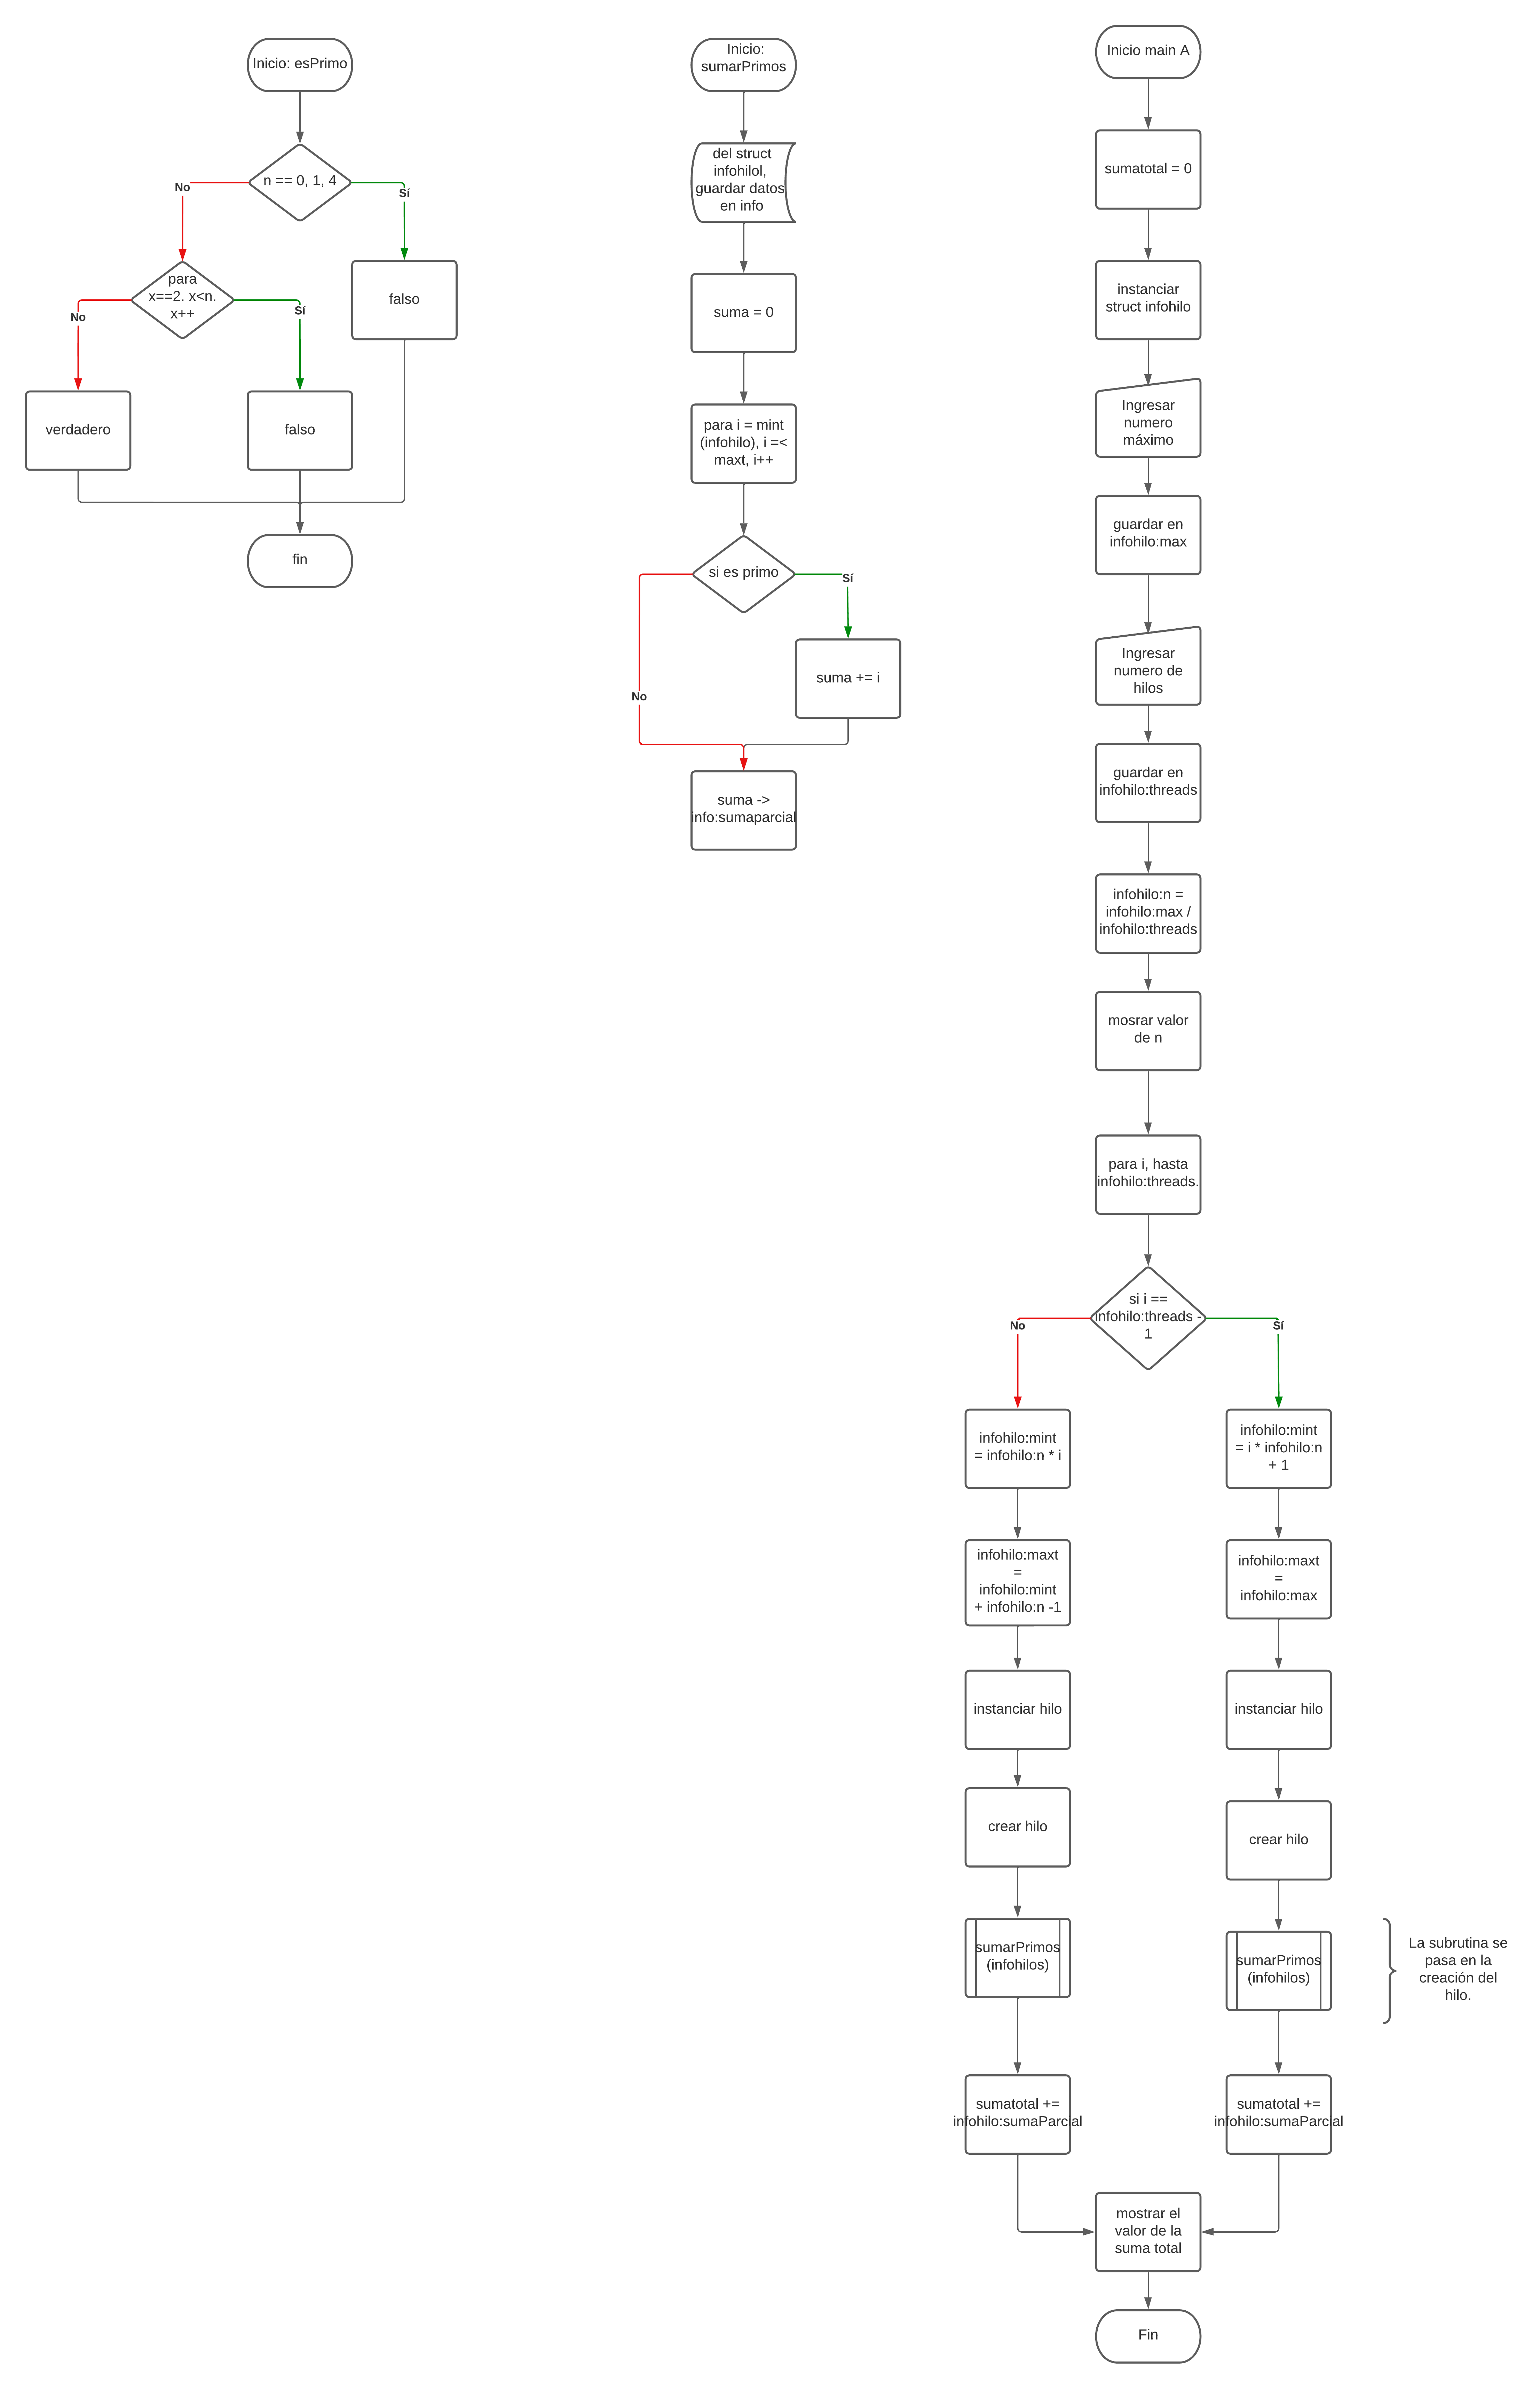 Inicio: esPrimo
n == 0, 1, 4
No
Sí
para
x==2. x<n.
x++
falso
No
Sí
verdadero
falso
fin
Inicio:
sumarPrimos
del struct
infohilol,
guardar datos
en info
suma = 0
para i = mint
(infohilo), i =<
maxt, i++
si es primo
Sí
No
suma += i
suma ->
info:sumaparcial
Inicio main A
sumatotal = 0
instanciar
struct infohilo
Ingresar
numero
máximo
guardar en
infohilo:max
Ingresar
numero de
hilos
guardar en
infohilo:threads
infohilo:n =
infohilo:max /
infohilo:threads
mosrar valor
de n
para i, hasta
infohilo:threads.
si i ==
infohilo:threads -
1
No
Sí
infohilo:mint
= infohilo:n * i
infohilo:maxt
=
infohilo:mint
+ infohilo:n -1
instanciar hilo
crear hilo
sumarPrimos
(infohilos)
sumatotal +=
infohilo:sumaParcial
infohilo:mint
= i * infohilo:n
+ 1
infohilo:maxt
=
infohilo:max
instanciar hilo
crear hilo
sumarPrimos
(infohilos)
La subrutina se
pasa en la
creación del
hilo.
sumatotal +=
infohilo:sumaParcial
mostrar el
valor de la
suma total
Fin